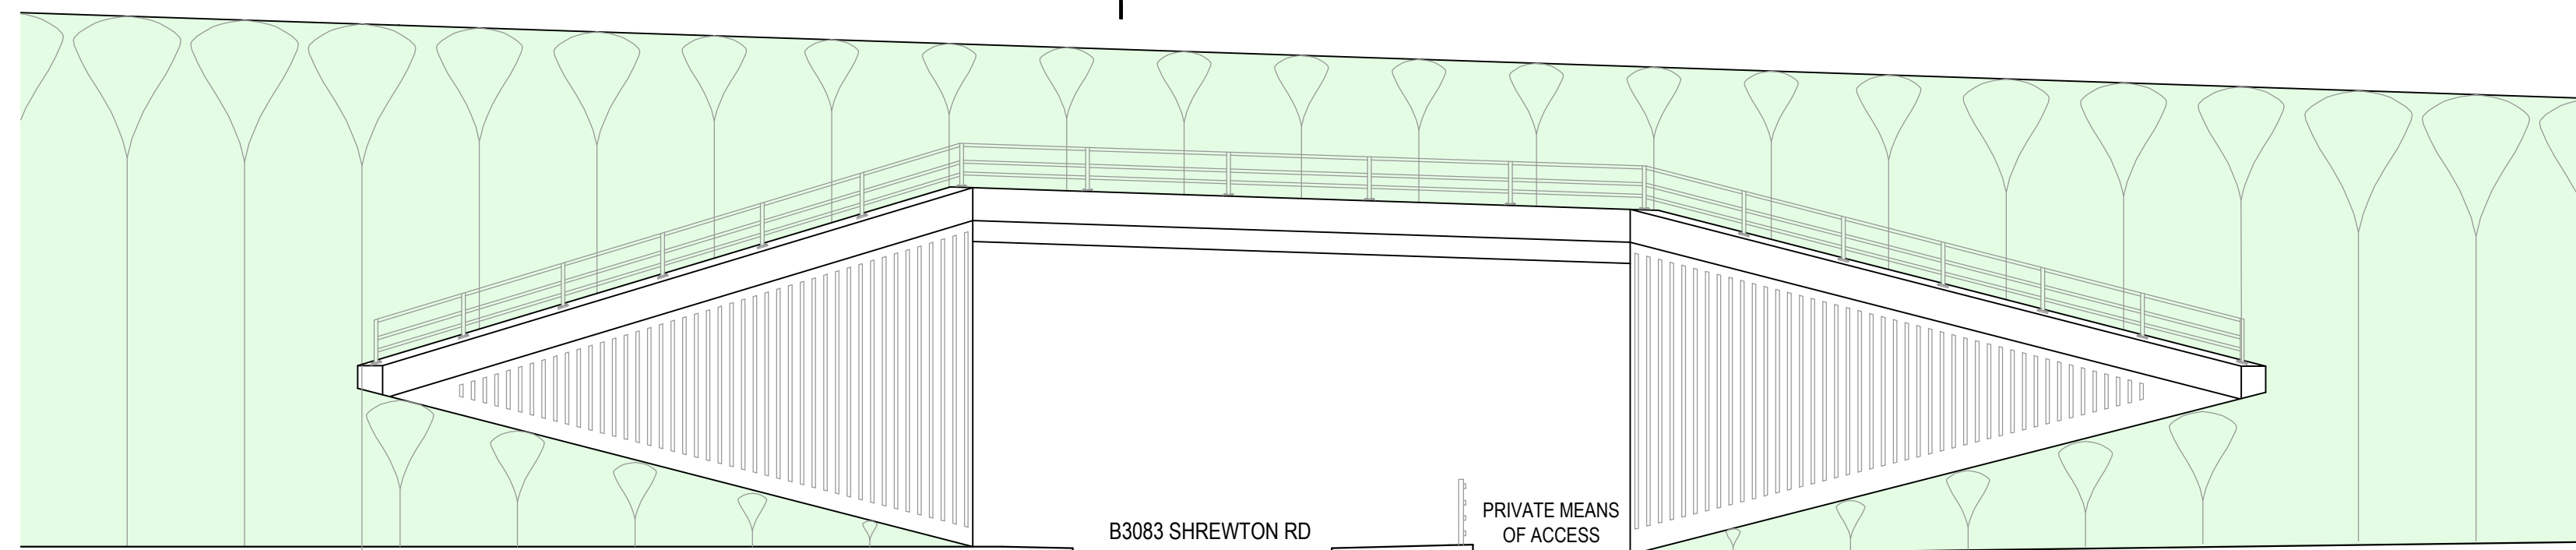 B3083 SHREWTON RD
PRIVATE MEANS
OF ACCESS